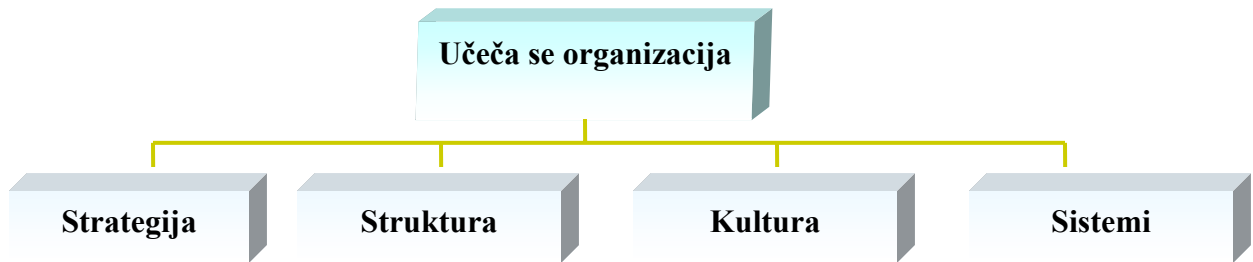 Učeča se organizacija
Strategija
Struktura
Kultura
Sistemi